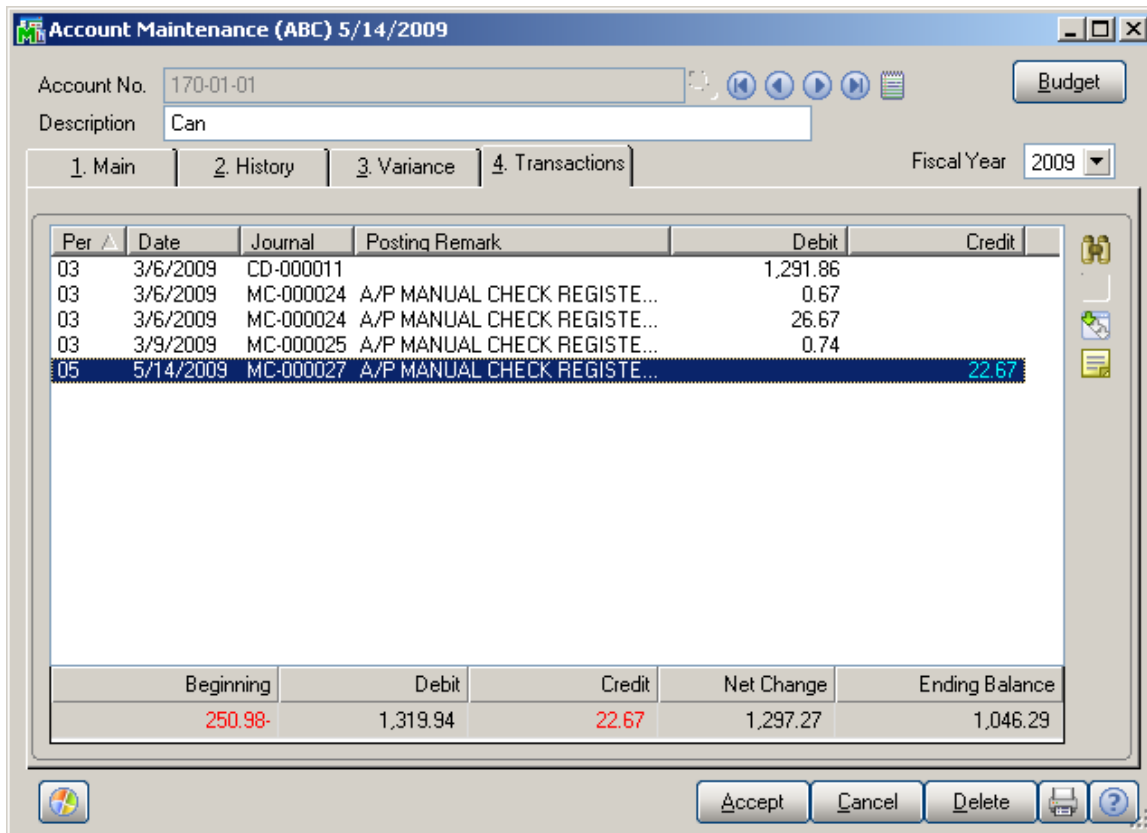 Account Maintenance (ABC) 5/14/2009
Account No. 170-01-01 Budget
Description Can
1. Main 2. History 3. Variance 4. Transactions Fiscal Year 2009
Per Date Journal Posting Remark Debit Credit
03 3/6/2009 CD-000011 1,291.86
03 3/6/2009 MC-000024 A/P MANUAL CHECK REGISTE... 0.67
03 3/6/2009 MC-000024 A/P MANUAL CHECK REGISTE... 26.67
03 3/9/2009 MC-000025 A/P MANUAL CHECK REGISTE... 0.74
05 5/14/2009 MC-000027 A/P MANUAL CHECK REGISTE... 22.67
Beginning Debit Credit Net Change Ending Balance
250.98- 1,319.94 22.67 1,297.27 1,046.29
Accept Cancel Delete